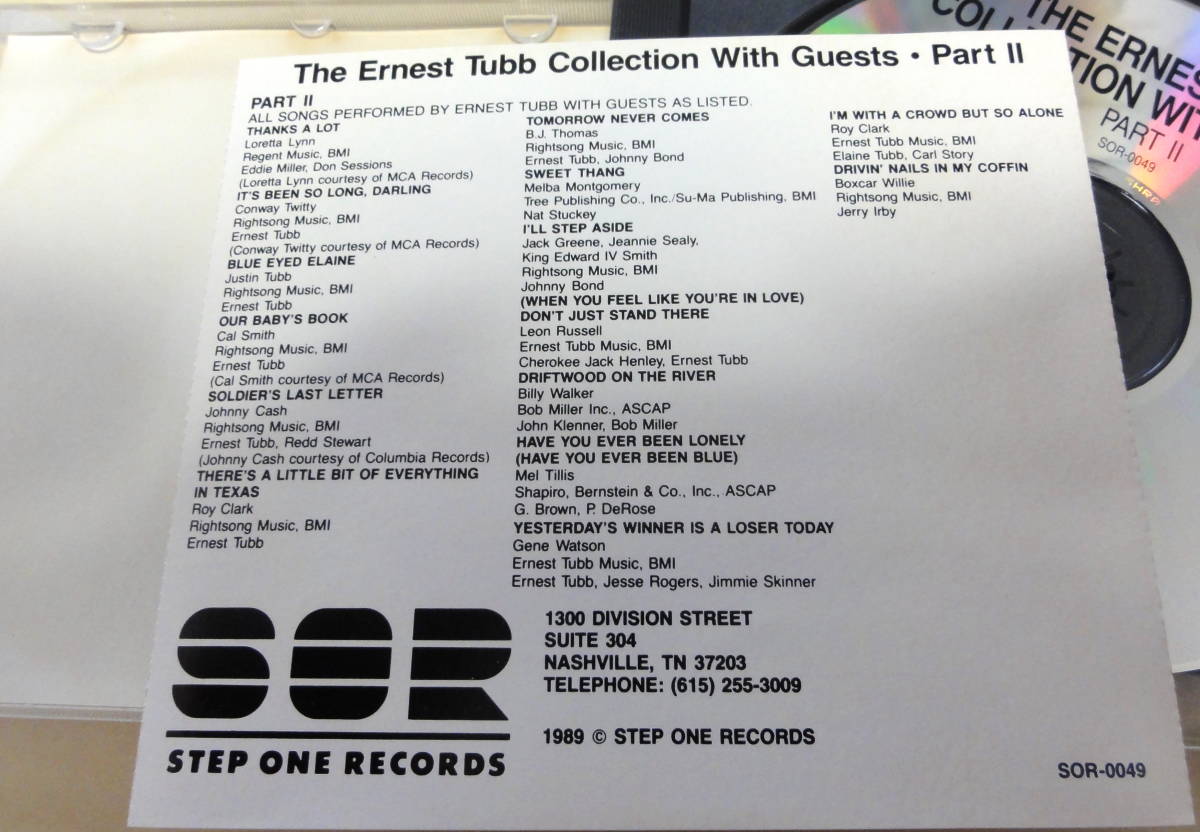 The Ernest Tubb Collection With Guests • Part II
PART II
ALL SONGS PERFORMED BY ERNEST TUBB WITH GUESTS AS LISTED.
THANKS A LOT
Loretta Lynn
Regent Music, BMI
Eddie Miller, Don Sessions
(Loretta Lynn courtesy of MCA Records)
IT'S BEEN SO LONG, DARLING
Conway Twitty
Rightsong Music, BMI
Ernest Tubb
(Conway Twitty courtesy of MCA Records)
BLUE EYED ELAINE
Justin Tubb
Rightsong Music, BMI
Ernest Tubb
OUR BABY'S BOOK
Cal Smith
Rightsong Music, BMI
Ernest Tubb
(Cal Smith courtesy of MCA Records)
SOLDIER'S LAST LETTER
Johnny Cash
Rightsong Music, BMI
Ernest Tubb, Redd Stewart
(Johnny Cash courtesy of Columbia Records)
THERE'S A LITTLE BIT OF EVERYTHING
IN TEXAS
Roy Clark
Rightsong Music, BMI
Ernest Tubb
TOMORROW NEVER COMES
B.J. Thomas
Rightsong Music, BMI
Ernest Tubb, Johnny Bond
SWEET THANG
Melba Montgomery
Tree Publishing Co., Inc./Su-Ma Publishing, BMI
Nat Stuckey
I'LL STEP ASIDE
Jack Greene, Jeannie Sealy,
King Edward IV Smith
Rightsong Music, BMI
Johnny Bond
(WHEN YOU FEEL LIKE YOU'RE IN LOVE)
DON'T JUST STAND THERE
Leon Russell
Ernest Tubb Music, BMI
Cherokee Jack Henley, Ernest Tubb
DRIFTWOOD ON THE RIVER
Billy Walker
Bob Miller Inc., ASCAP
John Klenner, Bob Miller
HAVE YOU EVER BEEN LONELY
(HAVE YOU EVER BEEN BLUE)
Mel Tillis
Shapiro, Bernstein & Co., Inc., ASCAP
G. Brown, P. DeRose
YESTERDAY'S WINNER IS A LOSER TODAY
Gene Watson
Ernest Tubb Music, BMI
Ernest Tubb, Jesse Rogers, Jimmie Skinner
I'M WITH A CROWD BUT SO ALONE
Roy Clark
Ernest Tubb Music, BMI
Elaine Tubb, Carl Story
DRIVIN' NAILS IN MY COFFIN
Boxcar Willie
Rightsong Music, BMI
Jerry Irby
SOR
STEP ONE RECORDS
1300 DIVISION STREET
SUITE 304
NASHVILLE, TN 37203
TELEPHONE: (615) 255-3009
1989 © STEP ONE RECORDS
SOR-0049
THE ERNES
COLL
TION WIT
PART II
SOR-0049